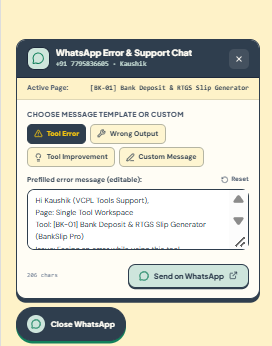 WhatsApp Error & Support Chat
+91 7795836605 - Kaushik
Active Page: [BK-01] Bank Deposit & RTGS Slip Generator
CHOOSE MESSAGE TEMPLATE OR CUSTOM
Tool Error
Wrong Output
Tool Improvement
Custom Message
Prefilled error message (editable): Reset
Hi Kaushik (VCPL Tools Support),
Page: Single Tool Workspace
Tool: [BK-01] Bank Deposit & RTGS Slip Generator
(BankSlip Pro)
206 chars
Send on WhatsApp
Close WhatsApp